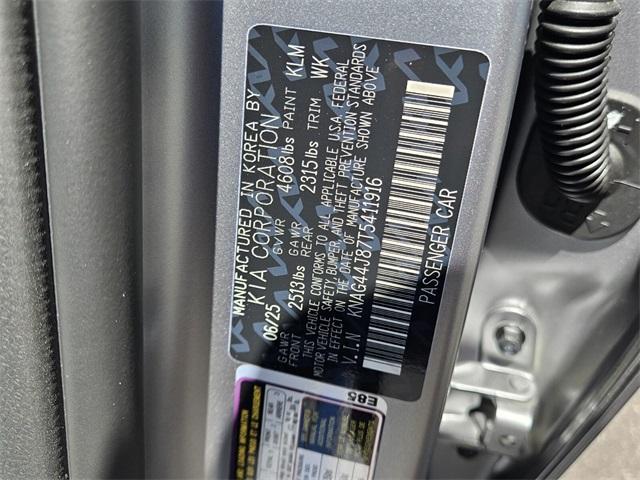 MANUFACTURED IN KOREA BY
KIA CORPORATION
06/25 GVWR 4608lbs PAINT KLM
GAWR FRONT 2513lbs GAWR REAR 2815lbs TRIM WK
THIS VEHICLE CONFORMS TO ALL APPLICABLE U.S.A. FEDERAL
MOTOR VEHICLE SAFETY, BUMPER, AND THEFT PREVENTION STANDARDS
IN EFFECT ON THE DATE OF MANUFACTURE SHOWN ABOVE
V.I.N KNAG44J87T5411916
PASSENGER CAR
E85